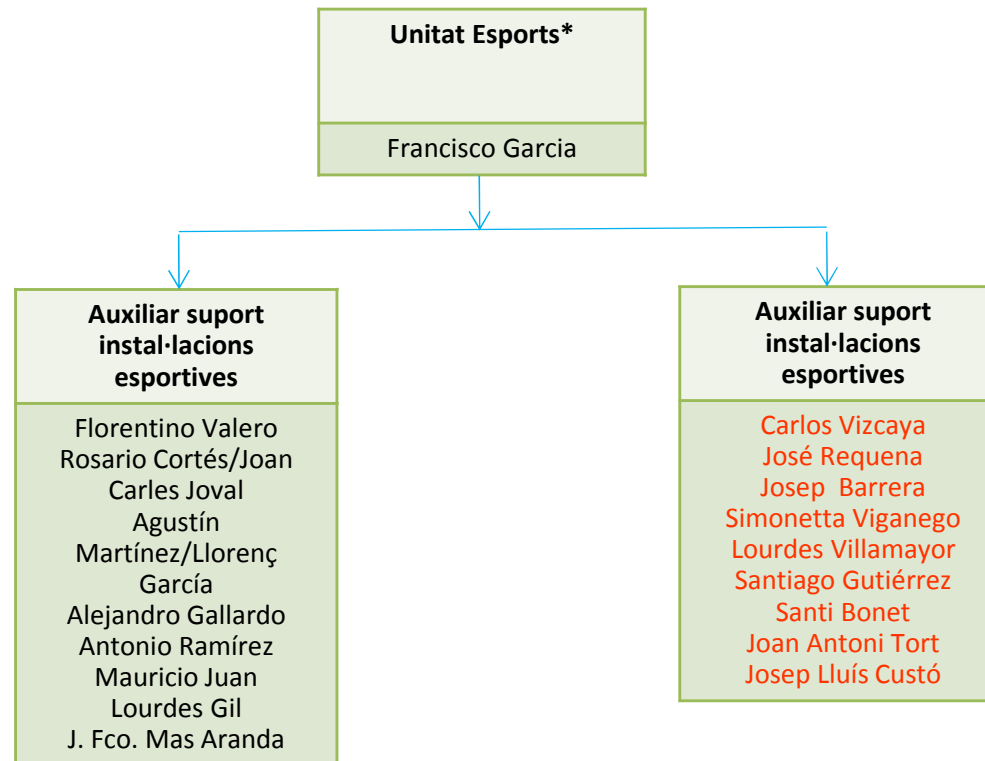 Unitat Esports*
Francisco Garcia
Auxiliar suport
instal·lacions
esportives
Florentino Valero
Rosario Cortés/Joan
Carles Joval
Agustín
Martínez/Llorenç
García
Alejandro Gallardo
Antonio Ramírez
Mauricio Juan
Lourdes Gil
J. Fco. Mas Aranda
Auxiliar suport
instal·lacions
esportives
Carlos Vizcaya
José Requena
Josep  Barrera
Simonetta Viganego
Lourdes Villamayor
Santiago Gutiérrez
Santi Bonet
Joan Antoni Tort
Josep Lluís Custó